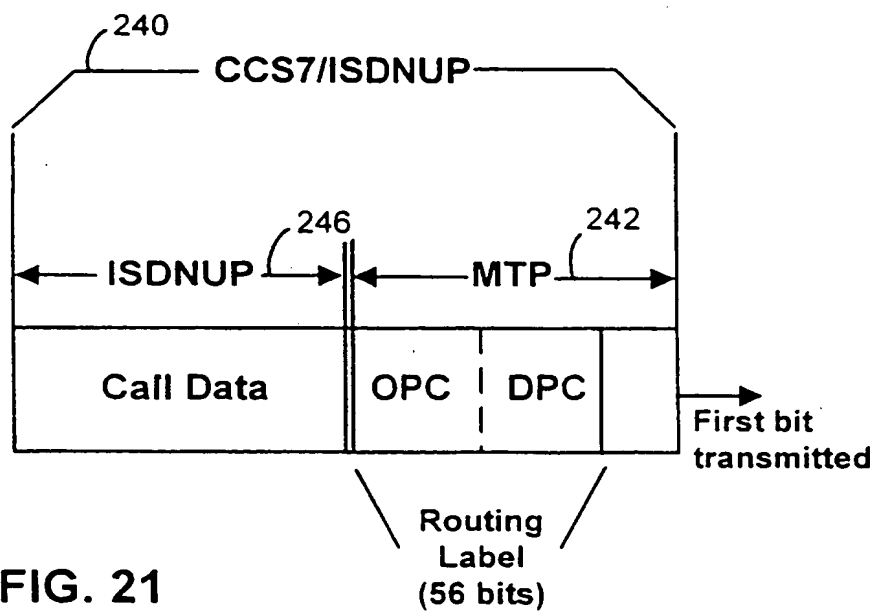 240
CCS7/ISDNUP
246
242
ISDNUP
MTP
Call Data
OPC
DPC
First bit
transmitted
Routing
Label
(56 bits)
FIG. 21